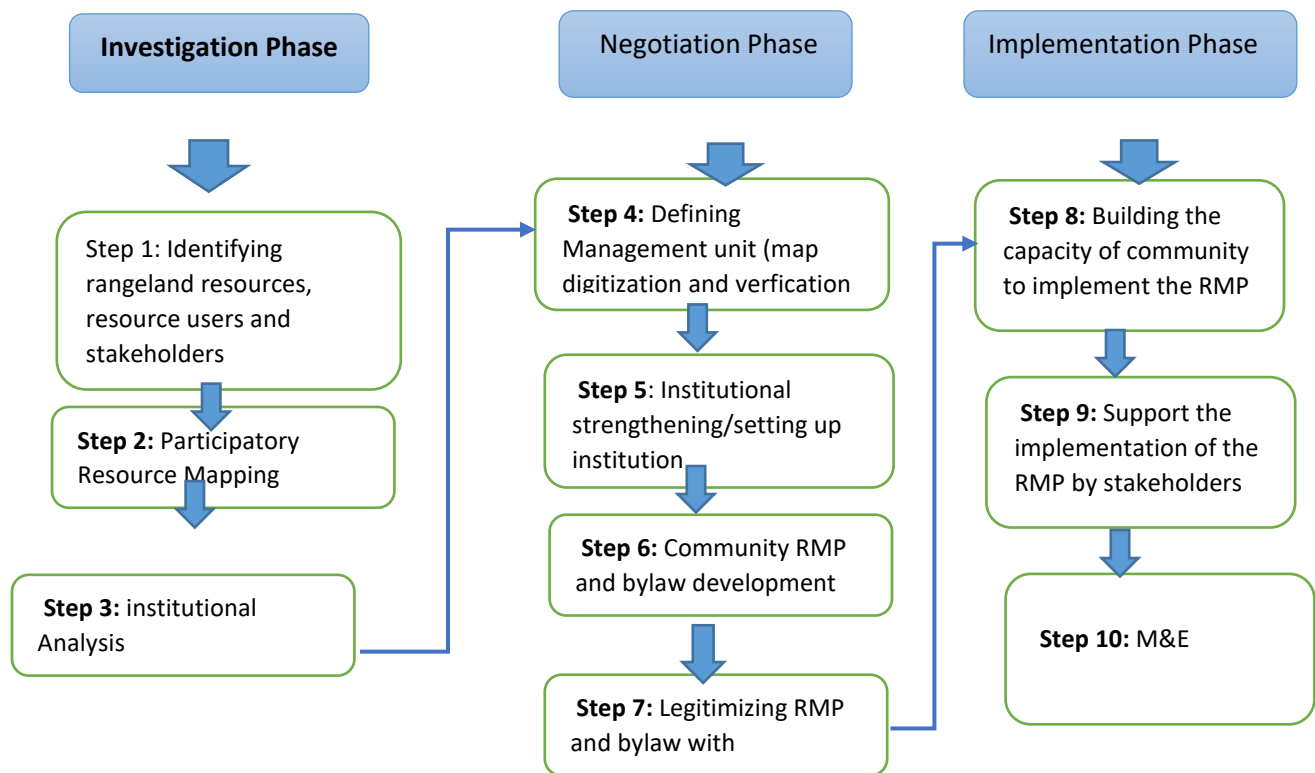 Investigation Phase
Step 1: Identifying
rangeland resources,
resource users and
stakeholders
Step 2: Participatory
Resource Mapping
Step 3: institutional
Analysis
Negotiation Phase
Step 4: Defining
Management unit (map
digitization and verfication
Step 5: Institutional
strengthening/setting up
institution
Step 6: Community RMP
and bylaw development
Step 7: Legitimizing RMP
and bylaw with
Implementation Phase
Step 8: Building the
capacity of community
to implement the RMP
Step 9: Support the
implementation of the
RMP by stakeholders
Step 10: M&E